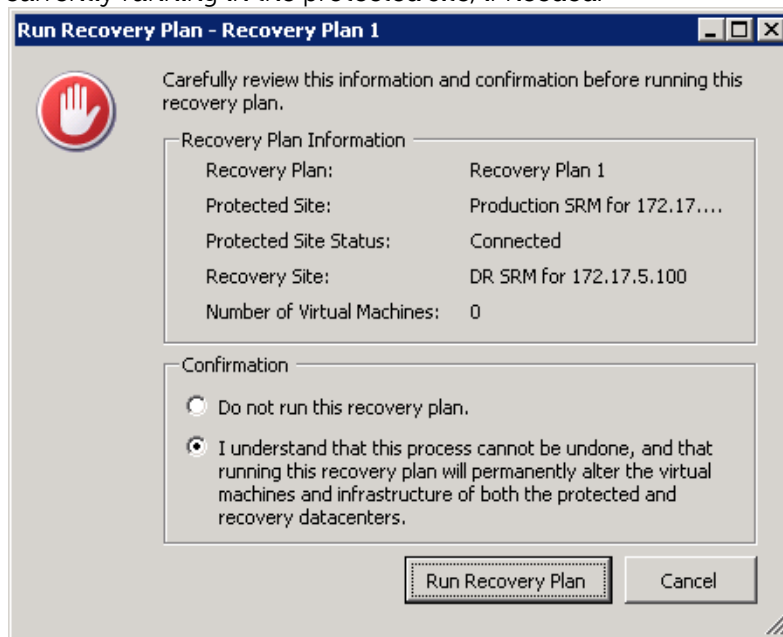 Run Recovery Plan - Recovery Plan 1
Carefully review this information and confirmation before running this
recovery plan.
Recovery Plan Information
Recovery Plan: Recovery Plan 1
Protected Site: Production SRM for 172.17....
Protected Site Status: Connected
Recovery Site: DR SRM for 172.17.5.100
Number of Virtual Machines: 0
Confirmation
Do not run this recovery plan.
I understand that this process cannot be undone, and that
running this recovery plan will permanently alter the virtual
machines and infrastructure of both the protected and
recovery datacenters.
Run Recovery Plan Cancel